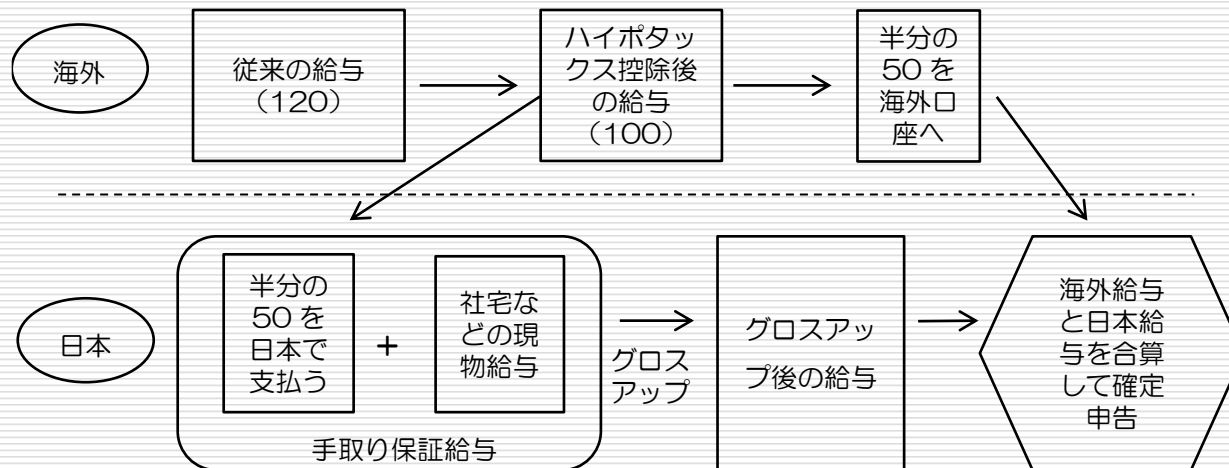 海外
従来の給与
(120)
ハイポタッ
クス控除後
の給与
(100)
半分の
50 を
海外口
座へ
日本
半分の
50 を
日本で
支払う
+
社宅な
どの現
物給与
手取り保証給与
グロス
アップ
グロスアッ
プ後の給与
海外給与
と日本給
与を合算
して確定
申告